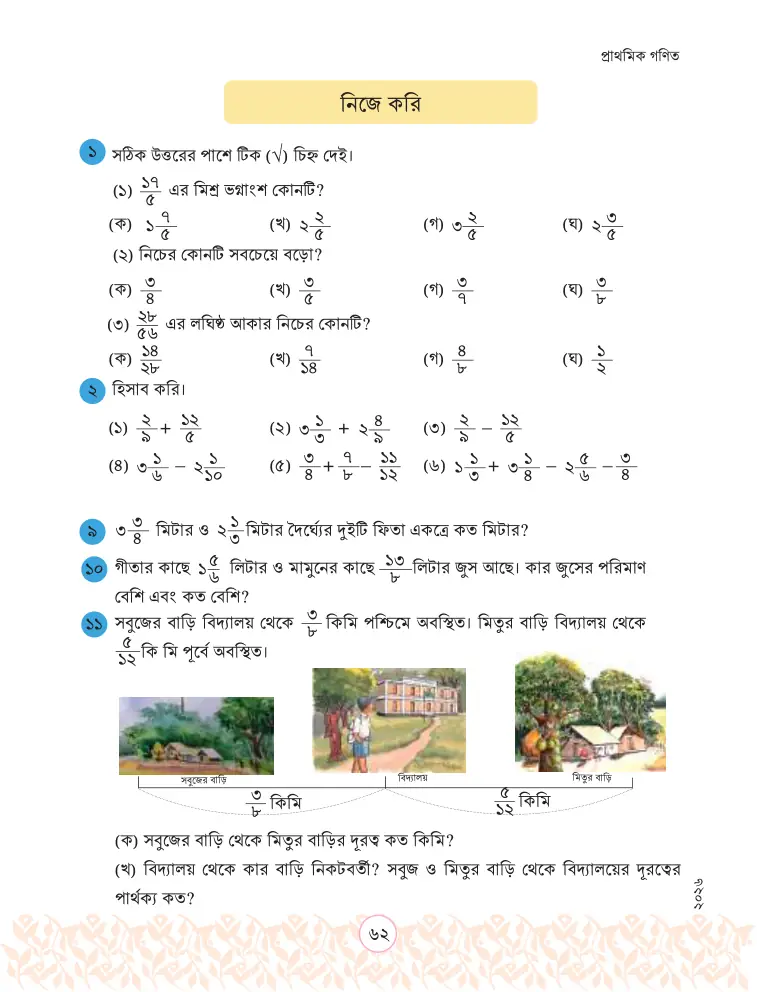 প্রাথমিক গণিত
নিজে করি
১ সঠিক উত্তরের পাশে টিক (√) চিহ্ন দেই।
(১) ১৭/৫ এর মিশ্র ভগ্নাংশ কোনটি?
(ক) ১ ৭/৫ (খ) ২ ২/৫ (গ) ৩ ২/৫ (ঘ) ২ ৩/৫
(২) নিচের কোনটি সবচেয়ে বড়ো?
(ক) ৩/৪ (খ) ৩/৫ (গ) ৩/৭ (ঘ) ৩/৮
(৩) ২৮/৫৬ এর লঘিষ্ঠ আকার নিচের কোনটি?
(ক) ১৪/২৮ (খ) ৭/১৪ (গ) ৪/৮ (ঘ) ১/২
২ হিসাব করি।
(১) ২/৯ + ১২/৫ (২) ৩ ১/৩ + ২ ৪/৯ (৩) ২/৯ − ১২/৫
(৪) ৩ ১/৬ − ২ ১/১০ (৫) ৩/৪ + ৭/৮ − ১১/১২ (৬) ১ ১/৩ + ৩ ১/৪ − ২ ৫/৬ − ৩/৪
৯ ৩ ৩/৪ মিটার ও ২ ১/৩ মিটার দৈর্ঘ্যের দুইটি ফিতা একত্রে কত মিটার?
১০ গীতার কাছে ১ ৫/৬ লিটার ও মামুনের কাছে ১৩/৮ লিটার জুস আছে। কার জুসের পরিমাণ
বেশি এবং কত বেশি?
১১ সবুজের বাড়ি বিদ্যালয় থেকে ৩/৮ কিমি পশ্চিমে অবস্থিত। মিতুর বাড়ি বিদ্যালয় থেকে
৫/১২ কি মি পূর্বে অবস্থিত।
সবুজের বাড়ি বিদ্যালয় মিতুর বাড়ি
৩/৮ কিমি ৫/১২ কিমি
(ক) সবুজের বাড়ি থেকে মিতুর বাড়ির দূরত্ব কত কিমি?
(খ) বিদ্যালয় থেকে কার বাড়ি নিকটবর্তী? সবুজ ও মিতুর বাড়ি থেকে বিদ্যালয়ের দূরত্বের
পার্থক্য কত?
২০২৬
৬২